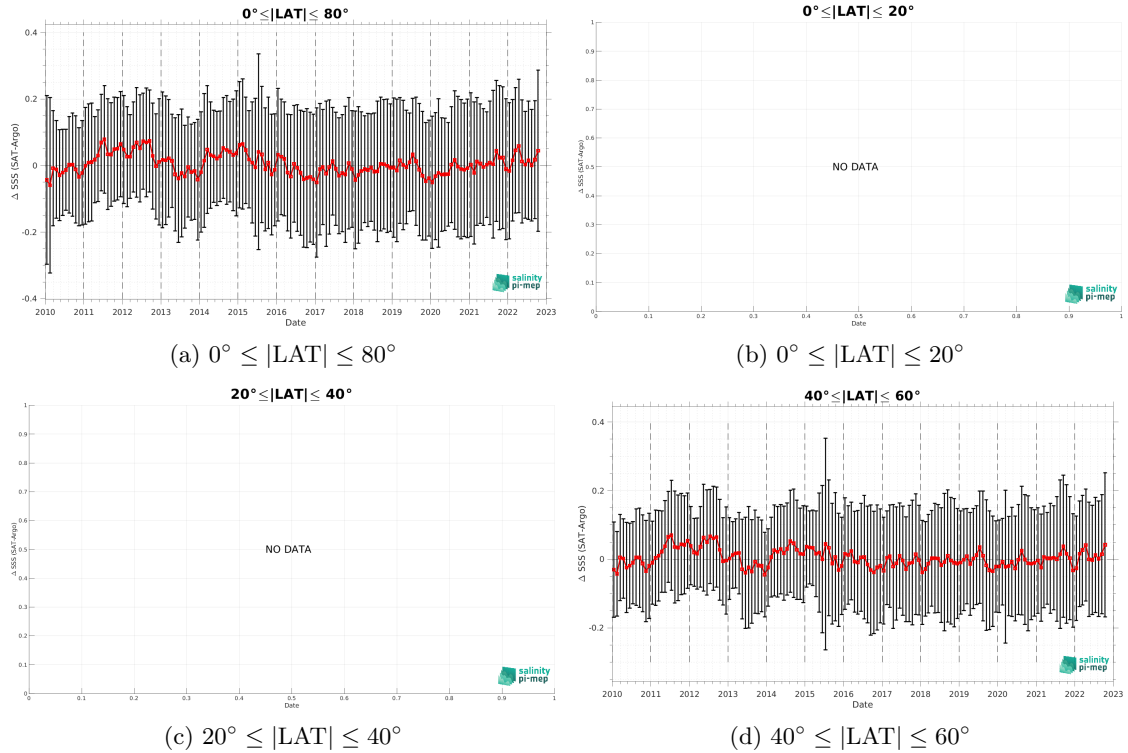 0°≤|LAT|≤ 80°
Δ SSS (SAT-Argo)
0.4
0.2
0
-0.2
-0.4
2010 2011 2012 2013 2014 2015 2016 2017 2018 2019 2020 2021 2022 2023
Date
salinity
pi-mep
(a) 0° ≤ |LAT| ≤ 80°
0°≤|LAT|≤ 20°
Δ SSS (SAT-Argo)
1
0.9
0.8
0.7
0.6
0.5
0.4
0.3
0.2
0.1
0
NO DATA
0 0.1 0.2 0.3 0.4 0.5 0.6 0.7 0.8 0.9 1
Date
salinity
pi-mep
(b) 0° ≤ |LAT| ≤ 20°
20°≤|LAT|≤ 40°
Δ SSS (SAT-Argo)
1
0.9
0.8
0.7
0.6
0.5
0.4
0.3
0.2
0.1
0
NO DATA
0 0.1 0.2 0.3 0.4 0.5 0.6 0.7 0.8 0.9 1
Date
salinity
pi-mep
(c) 20° ≤ |LAT| ≤ 40°
40°≤|LAT|≤ 60°
Δ SSS (SAT-Argo)
0.4
0.2
0
-0.2
2010 2011 2012 2013 2014 2015 2016 2017 2018 2019 2020 2021 2022 2023
Date
salinity
pi-mep
(d) 40° ≤ |LAT| ≤ 60°